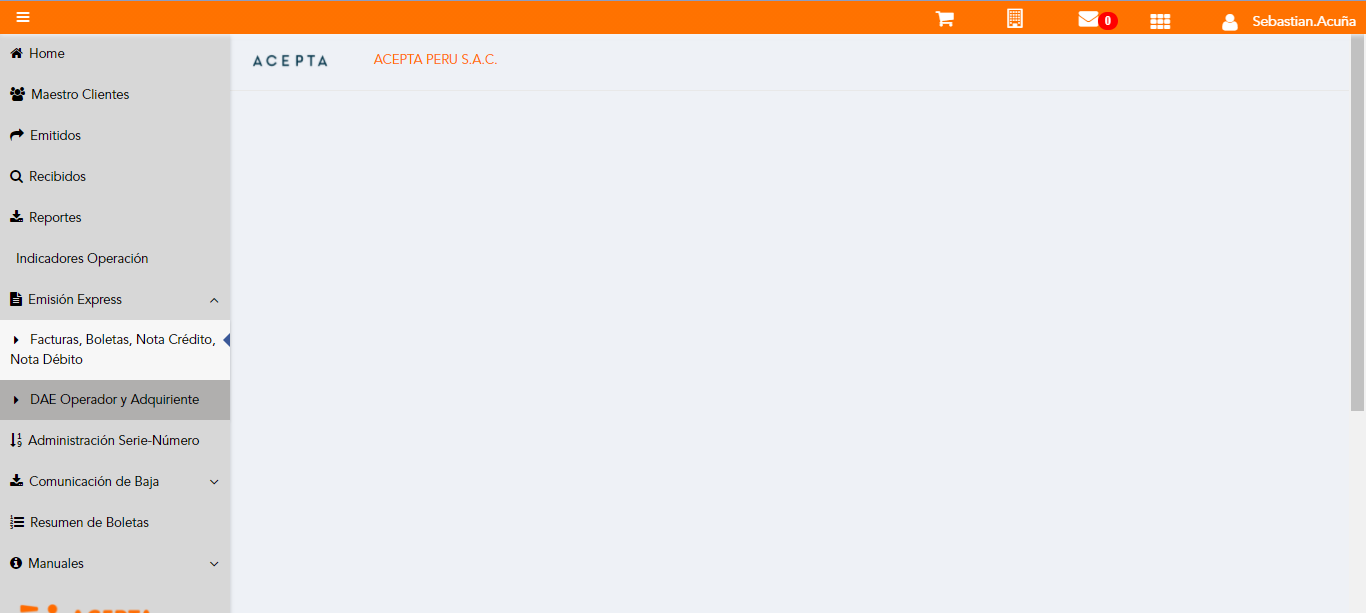 0
Sebastian.Acuña
Home
Maestro Clientes
Emitidos
Recibidos
Reportes
Indicadores Operación
Emisión Express
Facturas, Boletas, Nota Crédito,
Nota Débito
DAE Operador y Adquiriente
Administración Serie-Número
Comunicación de Baja
Resumen de Boletas
Manuales
ACEPTA
ACEPTA PERU S.A.C.